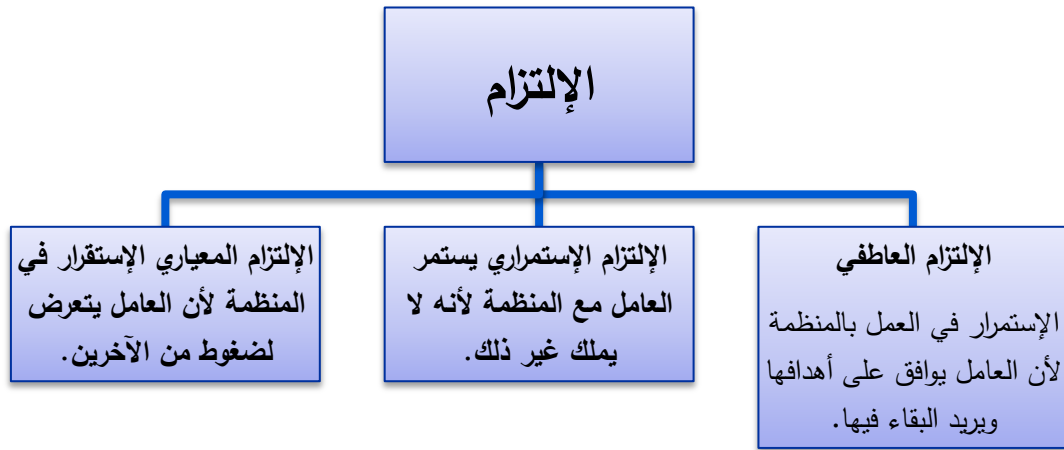 الإلتزام
الإلتزام العاطفي
الإستمرار في العمل بالمنظمة
لأن العامل يوافق على أهدافها
ويريد البقاء فيها.
الإلتزام الإستمراري يستمر
العامل مع المنظمة لأنه لا
يملك غير ذلك.
الإلتزام المعياري الإستقرار في
المنظمة لأن العامل يتعرض
لضغوط من الآخرين.